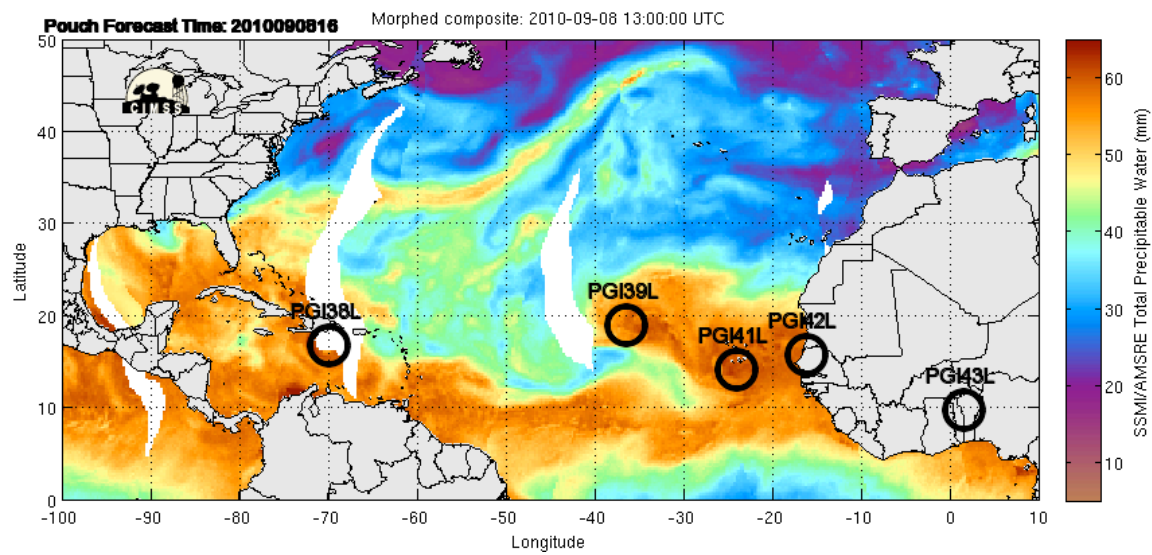 Pouch Forecast Time: 2010090816
Morphed composite: 2010-09-08 13:00:00 UTC
CIMSS
50
40
30
20
10
0
Latitude
PGI38L
PGI39L
PGI41L
PGI42L
PGI43L
-100 -90 -80 -70 -60 -50 -40 -30 -20 -10 0 10
Longitude
60
50
40
30
20
10
SSMI/AMSRE Total Precipitable Water (mm)